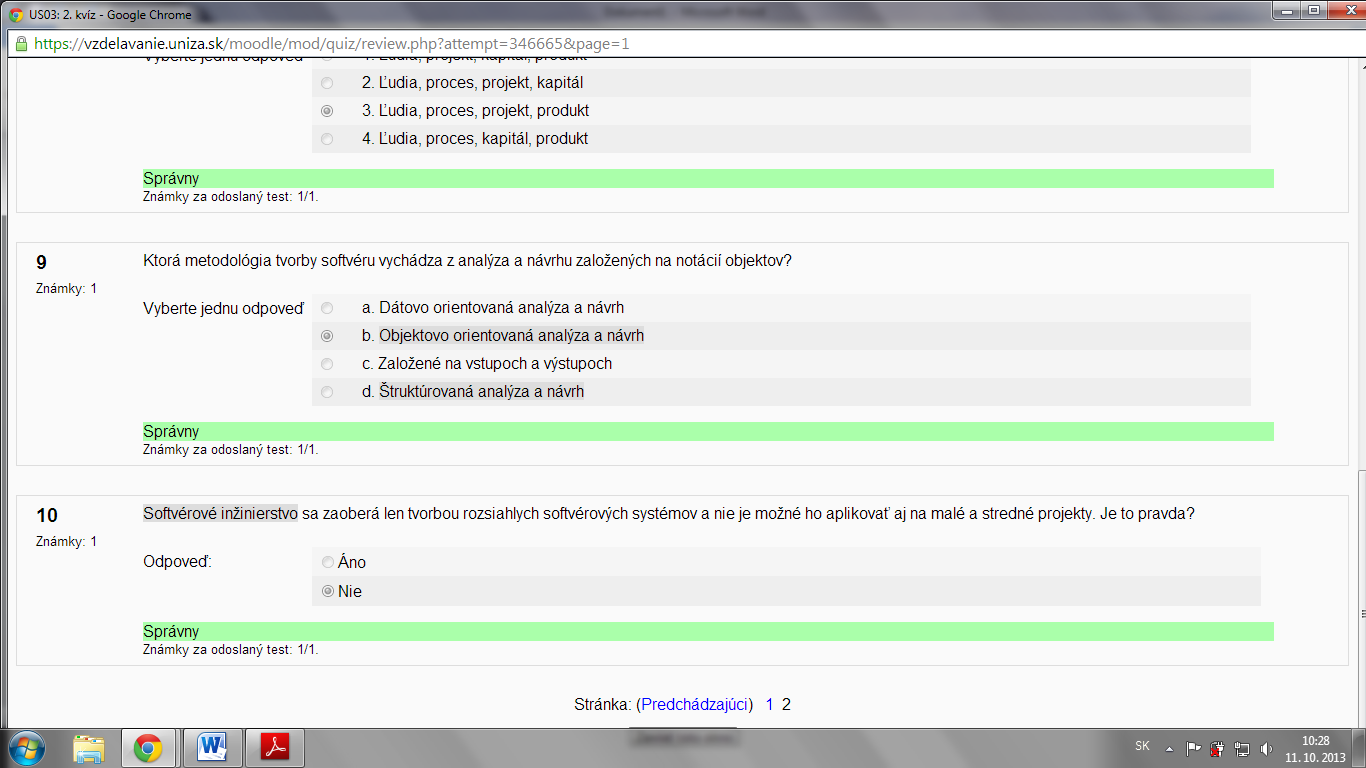 US03: 2. kvíz - Google Chrome
https://vzdelavanie.uniza.sk/moodle/mod/quiz/review.php?attempt=346665&page=1
Vyberte jednu odpoveď 1. Ľudia, projekt, kapitál, produkt
2. Ľudia, proces, projekt, kapitál
3. Ľudia, proces, projekt, produkt
4. Ľudia, proces, kapitál, produkt
Správny
Známky za odoslaný test: 1/1.
9 Ktorá metodológia tvorby softvéru vychádza z analýza a návrhu založených na notácií objektov?
Známky: 1
Vyberte jednu odpoveď a. Dátovo orientovaná analýza a návrh
b. Objektovo orientovaná analýza a návrh
c. Založené na vstupoch a výstupoch
d. Štruktúrovaná analýza a návrh
Správny
Známky za odoslaný test: 1/1.
10 Softvérové inžinierstvo sa zaoberá len tvorbou rozsiahlych softvérových systémov a nie je možné ho aplikovať aj na malé a stredné projekty. Je to pravda?
Známky: 1
Odpoveď: Áno
Nie
Správny
Známky za odoslaný test: 1/1.
Stránka: (Predchádzajúci) 1 2
SK 10:28
11. 10. 2013